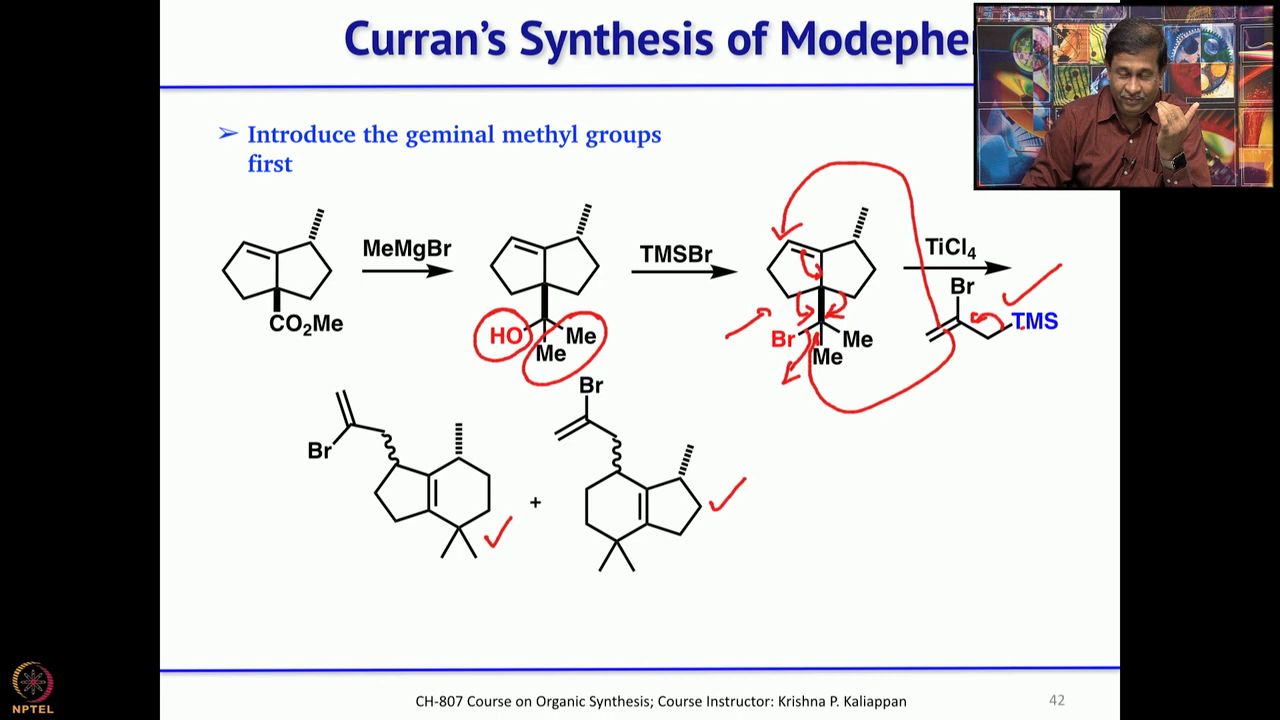 Curran's Synthesis of Modephe
➢ Introduce the geminal methyl groups
first
MeMgBr
TMSBr
TiCl4
Br
TMS
CO2Me
HO
Me
Me
Br
Me
Me
Br
Br
+
CH-807 Course on Organic Synthesis; Course Instructor: Krishna P. Kaliappan
42
NPTEL